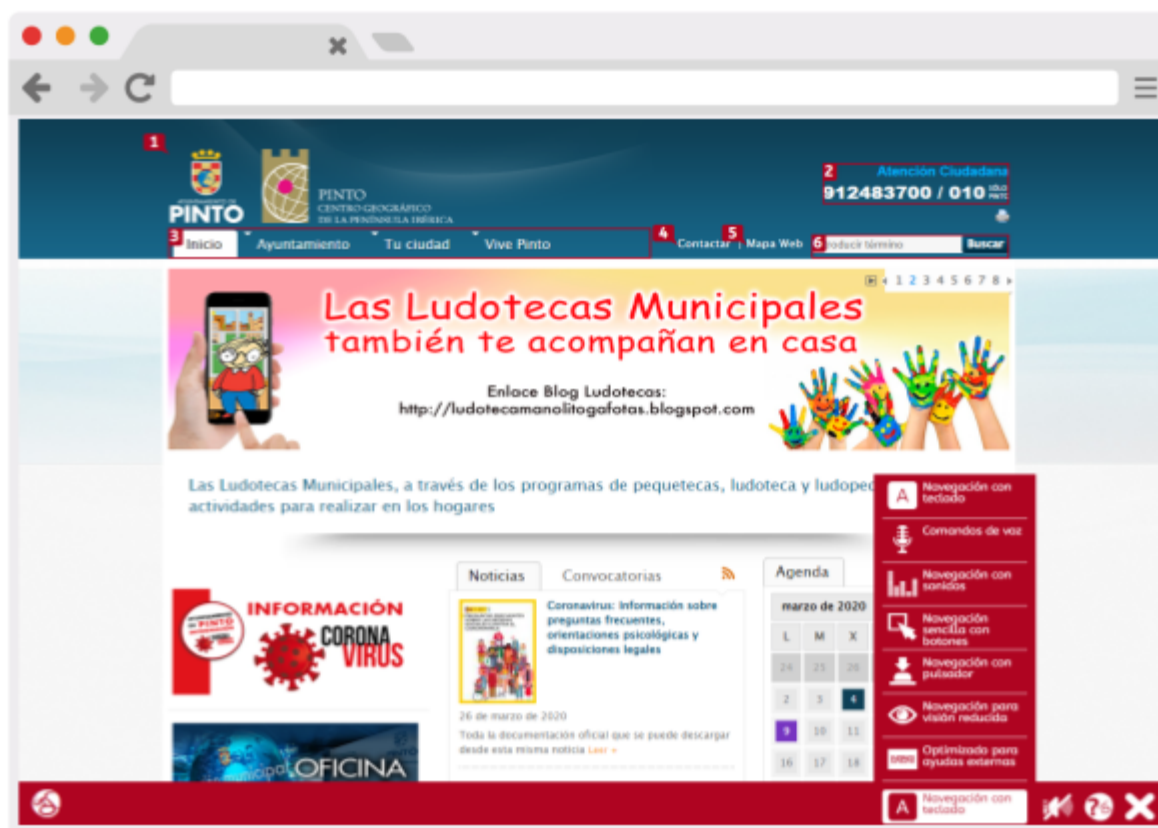 1
AYUNTAMIENTO DE
PINTO
PINTO
CENTRO GEOGRÁFICO
DE LA PENÍNSULA IBÉRICA
2
Atención Ciudadana
912483700 / 010 SÓLO PINTO
3 Inicio Ayuntamiento Tu ciudad Vive Pinto
4 Contactar | 5 Mapa Web 6 oducir término Buscar
1 2 3 4 5 6 7 8
Las Ludotecas Municipales
también te acompañan en casa
Enlace Blog Ludotecas:
http://ludotecamanolitogafotas.blogspot.com
Las Ludotecas Municipales, a través de los programas de pequetecas, ludoteca y ludoped
actividades para realizar en los hogares
INFORMACIÓN
CORONA
VIRUS
municipal OFICINA
Noticias Convocatorias
Coronavirus: Información sobre
preguntas frecuentes,
orientaciones psicológicas y
disposiciones legales
26 de marzo de 2020
Toda la documentación oficial que se puede descargar
desde esta misma noticia Leer »
Agenda
marzo de 2020
L M X
24 25 26
2 3 4
9 10 11
16 17 18
A Navegación con
teclado
Comandos de voz
Navegación con
sonidos
Navegación
sencilla con
botones
Navegación con
pulsador
Navegación para
visión reducida
Optimizado para
ayudas externas
A Navegación con
teclado